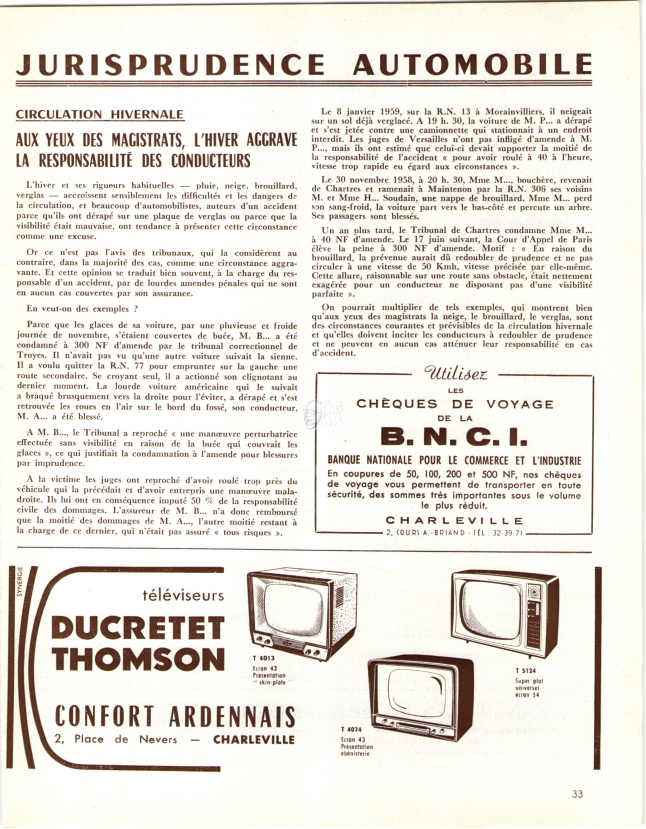 JURISPRUDENCE AUTOMOBILE
CIRCULATION HIVERNALE
AUX YEUX DES MAGISTRATS, L'HIVER AGGRAVE
LA RESPONSABILITÉ DES CONDUCTEURS
L'hiver et ses rigueurs habituelles — pluie, neige, brouillard,
verglas — accroissent sensiblement les difficultés et les dangers de
la circulation, et beaucoup d'automobilistes, auteurs d'un accident
parce qu'ils ont dérapé sur une plaque de verglas ou parce que la
visibilité était mauvaise, ont tendance à présenter cette circonstance
comme une excuse.
Or ce n'est pas l'avis des tribunaux, qui la considèrent au
contraire, dans la majorité des cas, comme une circonstance aggra-
vante. Et cette opinion se traduit bien souvent, à la charge du res-
ponsable d'un accident, par de lourdes amendes pénales qui ne sont
en aucun cas couvertes par son assurance.
En veut-on des exemples ?
Parce que les glaces de sa voiture, par une pluvieuse et froide
journée de novembre, s'étaient couvertes de buée, M. B... a été
condamné à 300 NF d'amende par le tribunal correctionnel de
Troyes. Il n'avait pas vu qu'une autre voiture suivait la sienne.
Il a voulu quitter la R.N. 77 pour emprunter sur la gauche une
route secondaire. Se croyant seul, il a actionné son clignotant au
dernier moment. La lourde voiture américaine qui le suivait
a braqué brusquement vers la droite pour l'éviter, a dérapé et s'est
retrouvée les roues en l'air sur le bord du fossé, son conducteur,
M. A... a été blessé.
A M. B..., le Tribunal a reproché « une manœuvre perturbatrice
effectuée sans visibilité en raison de la buée qui couvrait les
glaces », ce qui justifiait la condamnation à l'amende pour blessures
par imprudence.
A la victime les juges ont reproché d'avoir roulé trop près du
véhicule qui la précédait et d'avoir entrepris une manœuvre mala-
droite. Ils lui ont en conséquence imputé 50 % de la responsabilité
civile des dommages. L'assureur de M. B... n'a donc remboursé
que la moitié des dommages de M. A..., l'autre moitié restant à
la charge de ce dernier, qui n'était pas assuré « tous risques ».
Le 8 janvier 1959, sur la R.N. 13 à Morainvilliers, il neigeait
sur un sol déjà verglacé. A 19 h. 30, la voiture de M. P... a dérapé
et s'est jetée contre une camionnette qui stationnait à un endroit
interdit. Les juges de Versailles n'ont pas infligé d'amende à M.
P..., mais ils ont estimé que celui-ci devait supporter la moitié de
la responsabilité de l'accident « pour avoir roulé à 40 à l'heure,
vitesse trop rapide eu égard aux circonstances ».
Le 30 novembre 1958, à 20 h. 30, Mme M..., bouchère, revenait
de Chartres et ramenait à Maintenon par la R.N. 306 ses voisins
M. et Mme H... Soudain, une nappe de brouillard. Mme M... perd
son sang-froid, la voiture part vers le bas-côté et percute un arbre.
Ses passagers sont blessés.
Un an plus tard, le Tribunal de Chartres condamne Mme M...
à 40 NF d'amende. Le 17 juin suivant, la Cour d'Appel de Paris
élève la peine à 300 NF d'amende. Motif : « En raison du
brouillard, la prévenue aurait dû redoubler de prudence et ne pas
circuler à une vitesse de 50 Kmh, vitesse précisée par elle-même.
Cette allure, raisonnable sur une route sans obstacle, était nettement
exagérée pour un conducteur ne disposant pas d'une visibilité
parfaite ».
On pourrait multiplier de tels exemples, qui montrent bien
qu'aux yeux des magistrats la neige, le brouillard, le verglas, sont
des circonstances courantes et prévisibles de la circulation hivernale
et qu'elles doivent inciter les conducteurs à redoubler de prudence
et ne peuvent en aucun cas atténuer leur responsabilité en cas
d'accident.
Utilisez
LES
CHÈQUES DE VOYAGE
DE LA
B. N. C. I.
BANQUE NATIONALE POUR LE COMMERCE ET L'INDUSTRIE
En coupures de 50, 100, 200 et 500 NF, nos chèques
de voyage vous permettent de transporter en toute
sécurité, des sommes très importantes sous le volume
le plus réduit.
CHARLEVILLE
2, COURS A.-BRIAND - TÉL : 32-39 71
SYNERGIE
téléviseurs
DUCRETET
THOMSON
CONFORT ARDENNAIS
2, Place de Nevers — CHARLEVILLE
T 4013
Ecran 43
Présentation
" skin-plate "
T 4024
Ecran 43
Présentation
ébénisterie
T 5124
Super plat
universel
écran 54
33